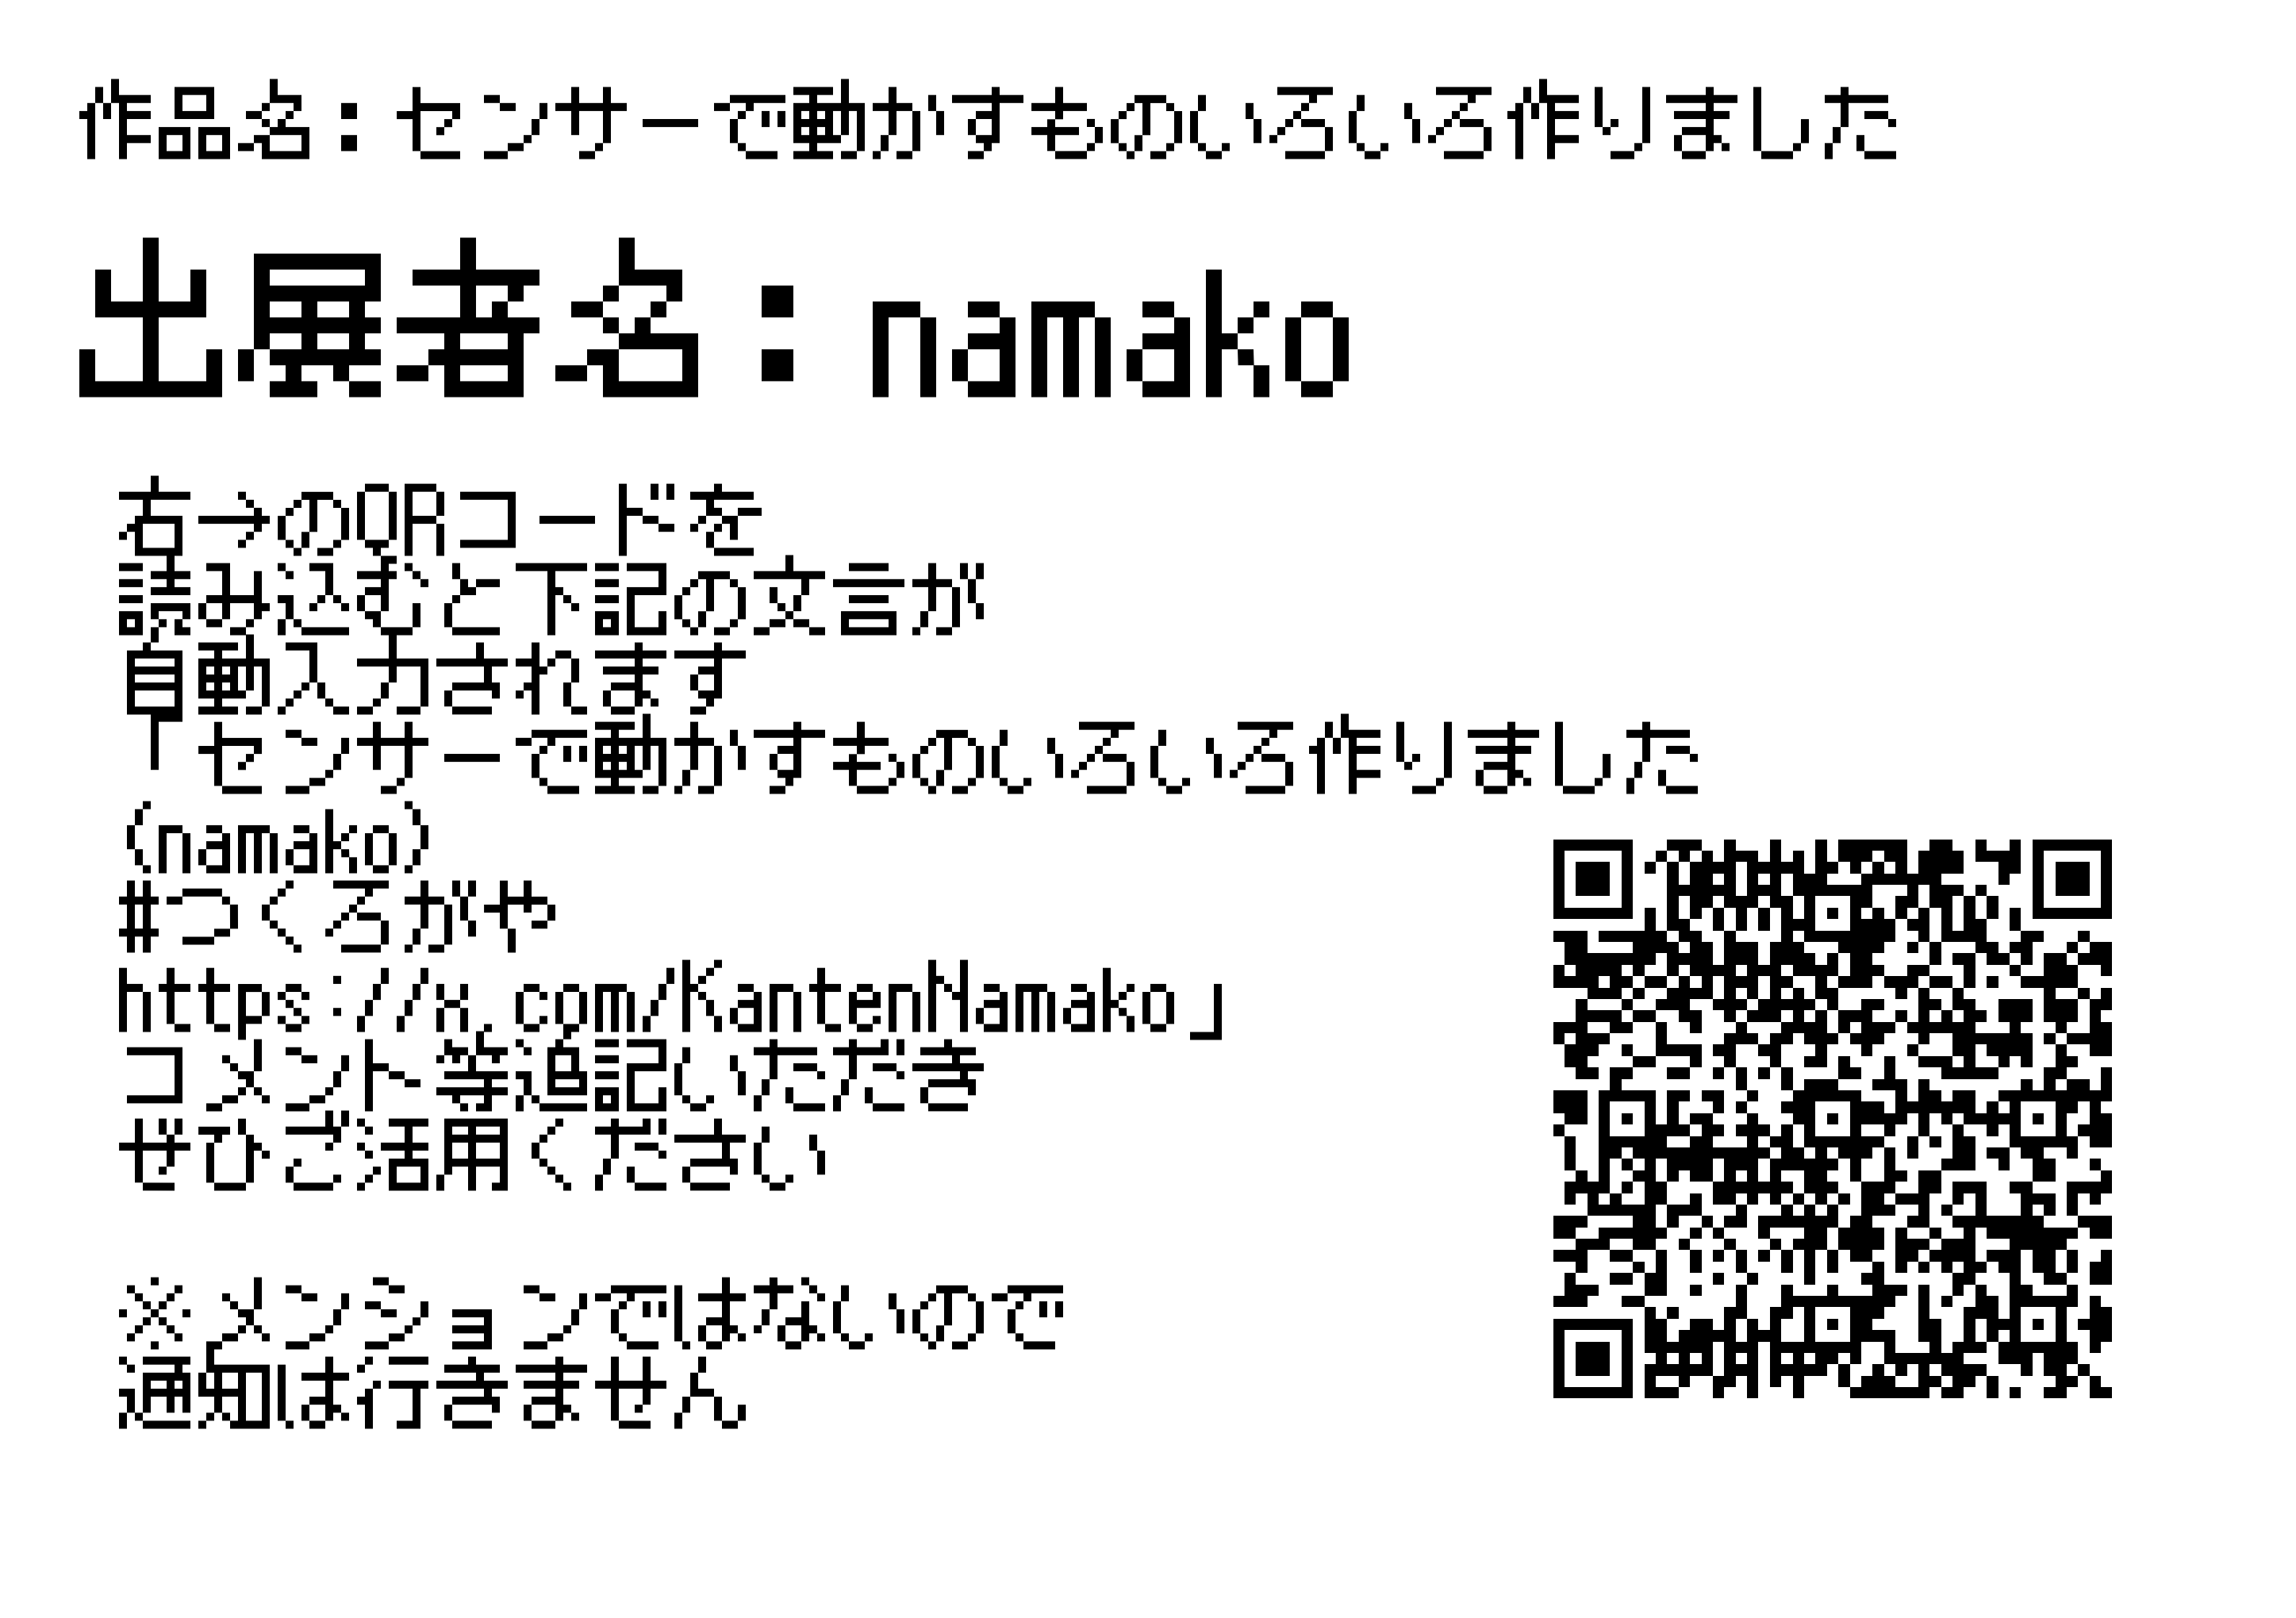 作品名：センサーで動かすものいろいろ作りました
出展者名：namako
右→のQRコードを
読み込むと下記の文言が
自動入力されます
「センサーで動かすものいろいろ作りました
(namako)
#つくろがや
https://x.com/KantenNamako」
コメント等追記いただき
ぜひご活用ください
※メンションではないので
通知は行きません